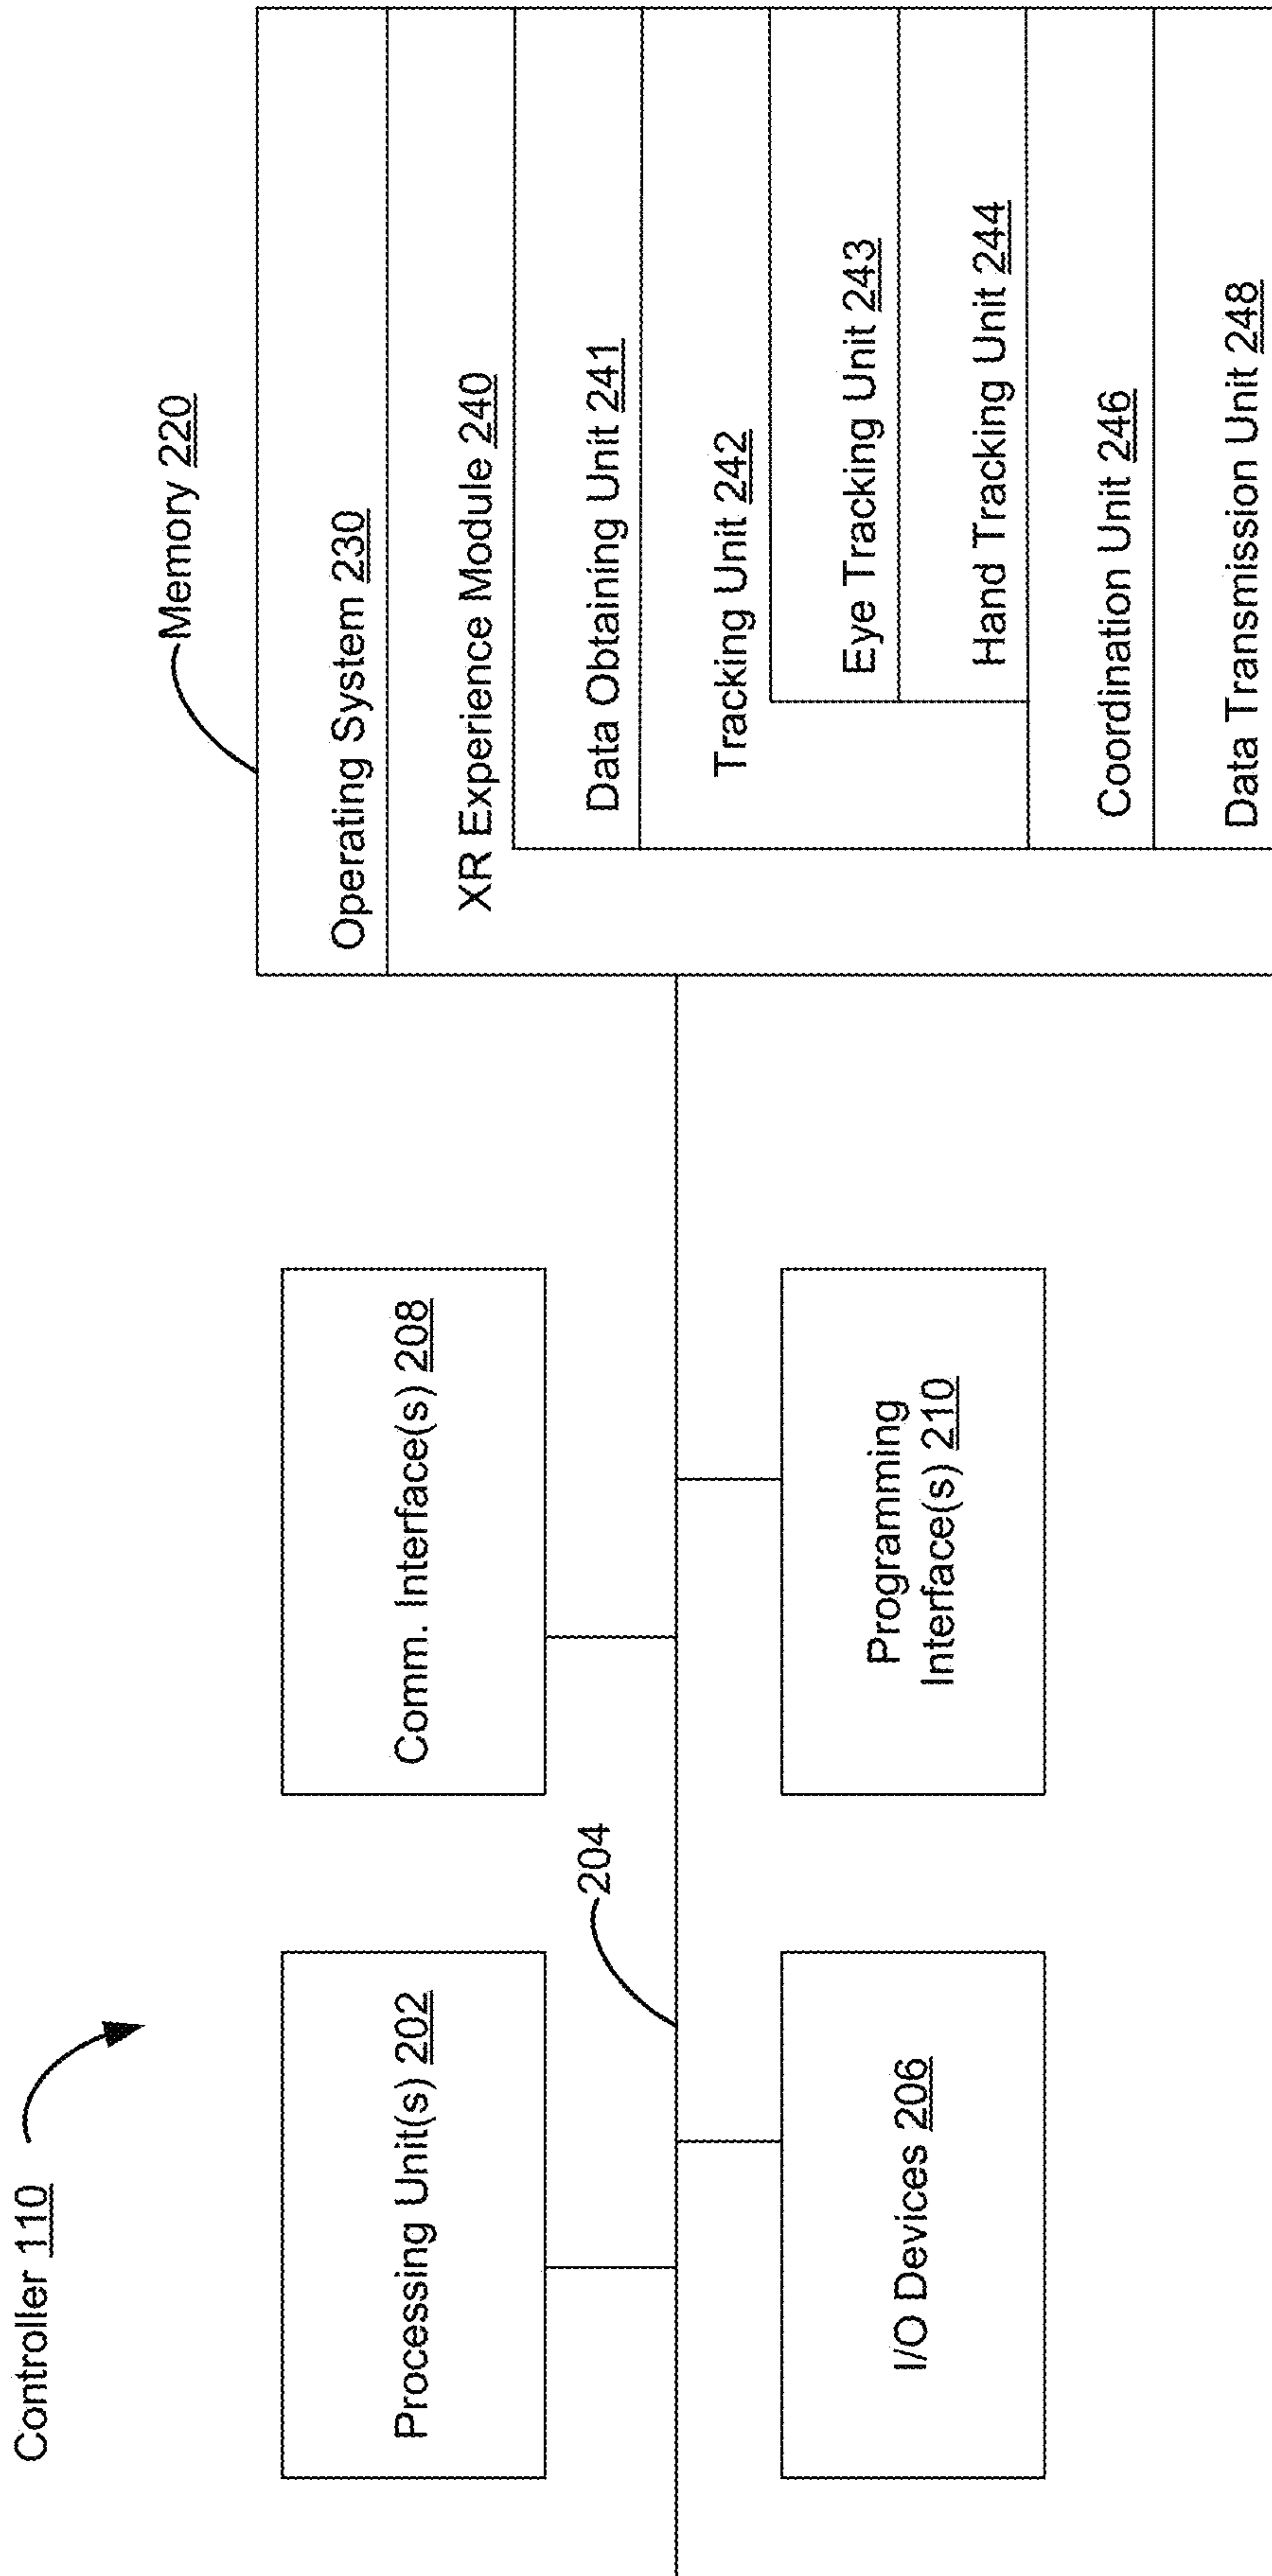 Controller 110
Processing Unit(s) 202
Comm. Interface(s) 208
204
I/O Devices 206
Programming
Interface(s) 210
Memory 220
Operating System 230
XR Experience Module 240
Data Obtaining Unit 241
Tracking Unit 242
Eye Tracking Unit 243
Hand Tracking Unit 244
Coordination Unit 246
Data Transmission Unit 248